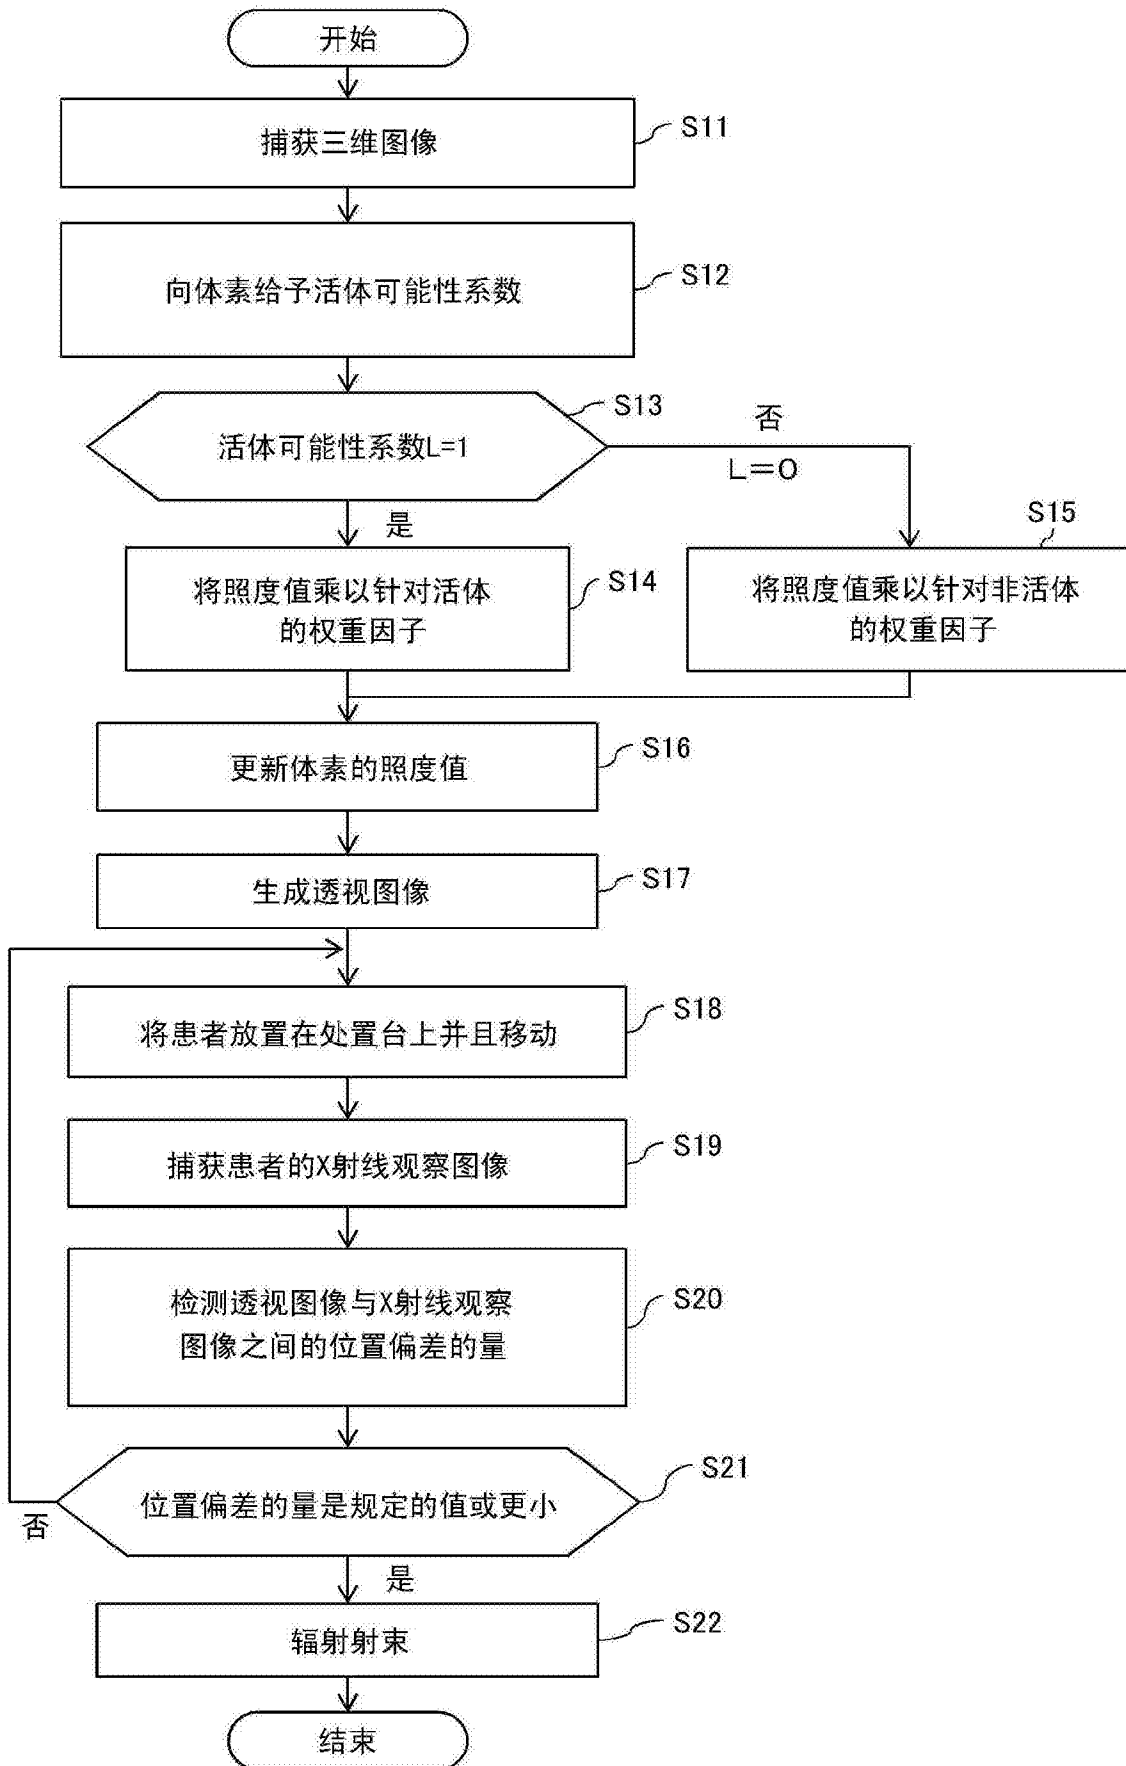 开始
捕获三维图像
S11
向体素给予活体可能性系数
S12
活体可能性系数L=1
S13
否
L=0
是
将照度值乘以针对活体
的权重因子
S14
将照度值乘以针对非活体
的权重因子
S15
更新体素的照度值
S16
生成透视图像
S17
将患者放置在处置台上并且移动
S18
捕获患者的X射线观察图像
S19
检测透视图像与X射线观察
图像之间的位置偏差的量
S20
位置偏差的量是规定的值或更小
S21
否
是
辐射射束
S22
结束